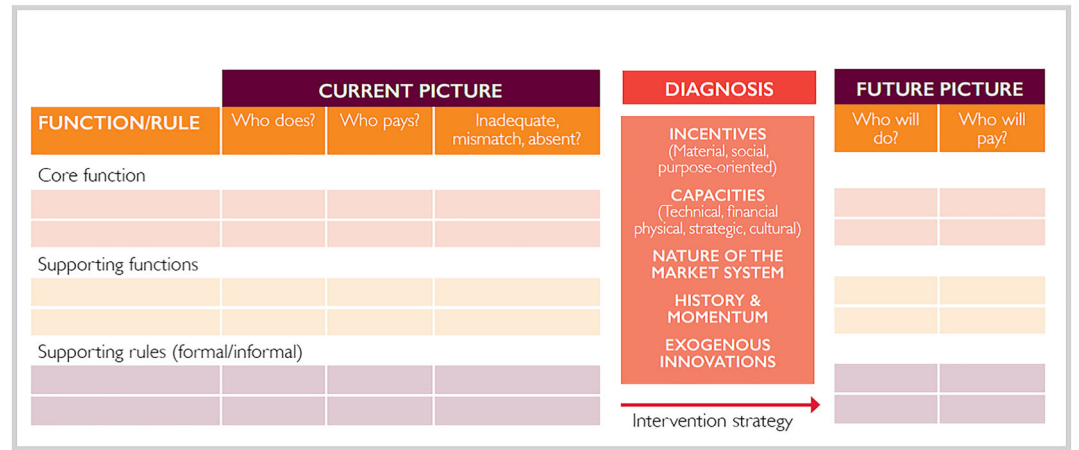 CURRENT PICTURE
DIAGNOSIS
FUTURE PICTURE
FUNCTION/RULE
Who does?
Who pays?
Inadequate,
mismatch, absent?
Who will
do?
Who will
pay?
Core function
Supporting functions
Supporting rules (formal/informal)
INCENTIVES
(Material, social,
purpose-oriented)
CAPACITIES
(Technical, financial
physical, strategic, cultural)
NATURE OF THE
MARKET SYSTEM
HISTORY &
MOMENTUM
EXOGENOUS
INNOVATIONS
Intervention strategy